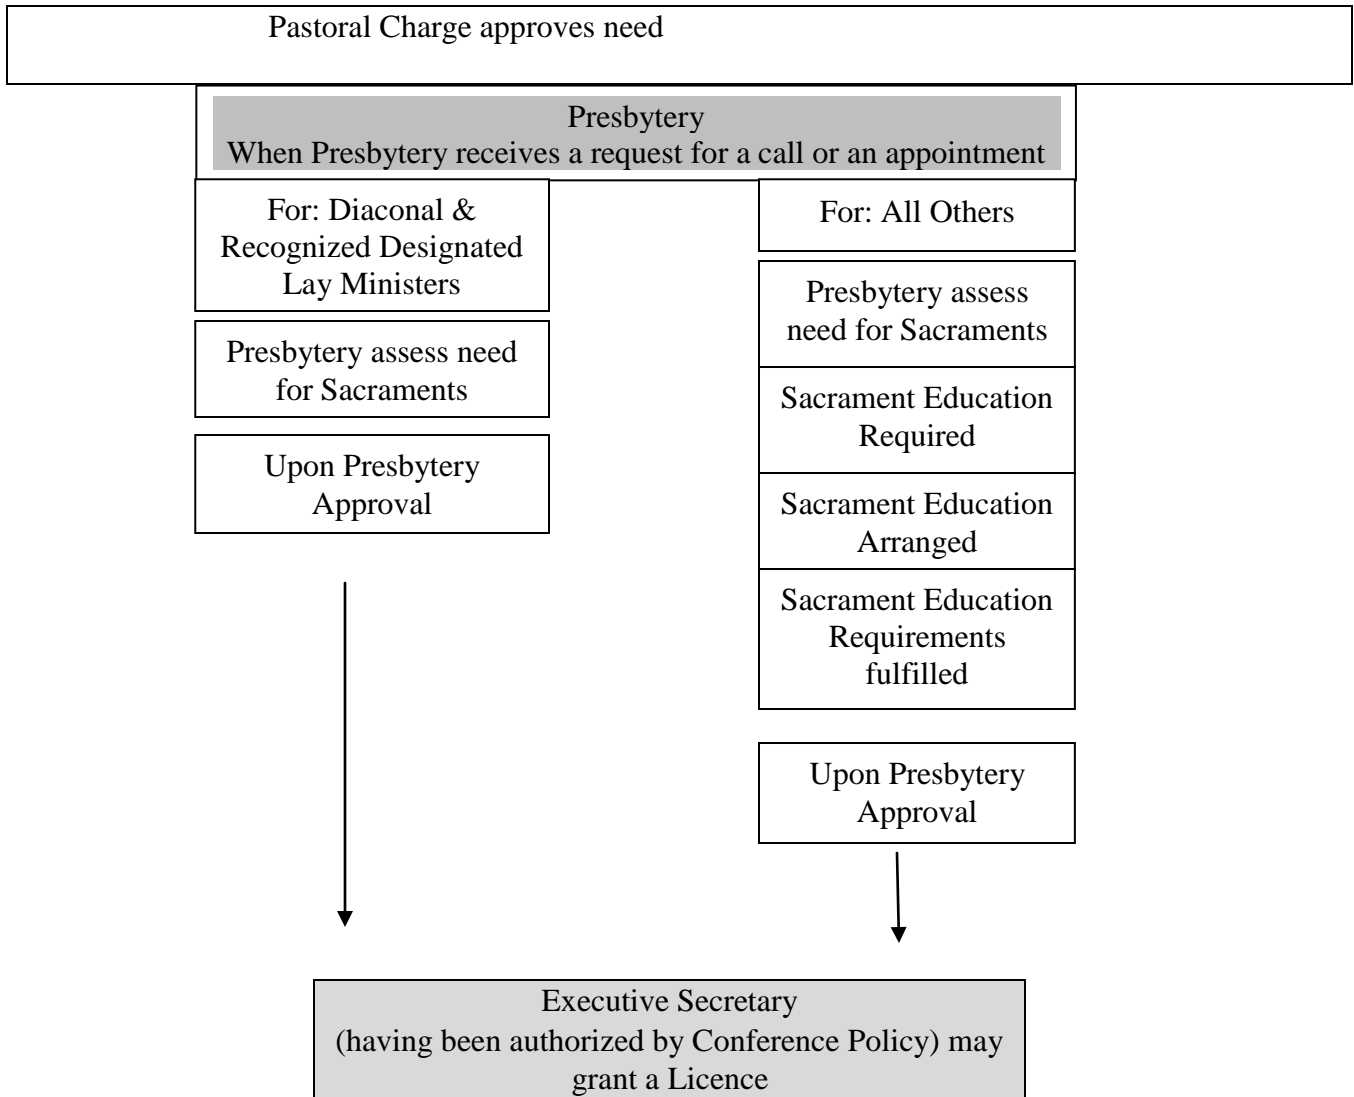 Pastoral Charge approves need
Presbytery
When Presbytery receives a request for a call or an appointment
For: Diaconal &
Recognized Designated
Lay Ministers
Presbytery assess need
for Sacraments
Upon Presbytery
Approval
For: All Others
Presbytery assess
need for Sacraments
Sacrament Education
Required
Sacrament Education
Arranged
Sacrament Education
Requirements
fulfilled
Upon Presbytery
Approval
Executive Secretary
(having been authorized by Conference Policy) may
grant a Licence